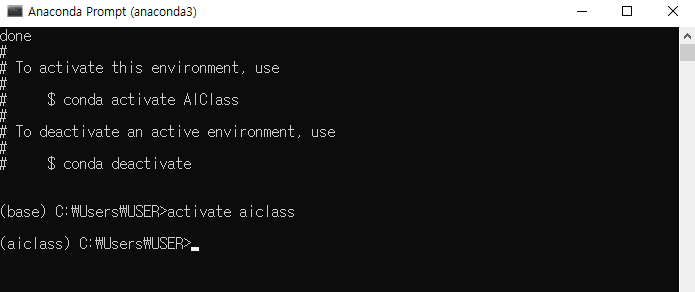 Anaconda Prompt (anaconda3)
done
#
# To activate this environment, use
#
#     $ conda activate AIClass
#
# To deactivate an active environment, use
#
#     $ conda deactivate
(base) C:₩Users₩USER>activate aiclass
(aiclass) C:₩Users₩USER>